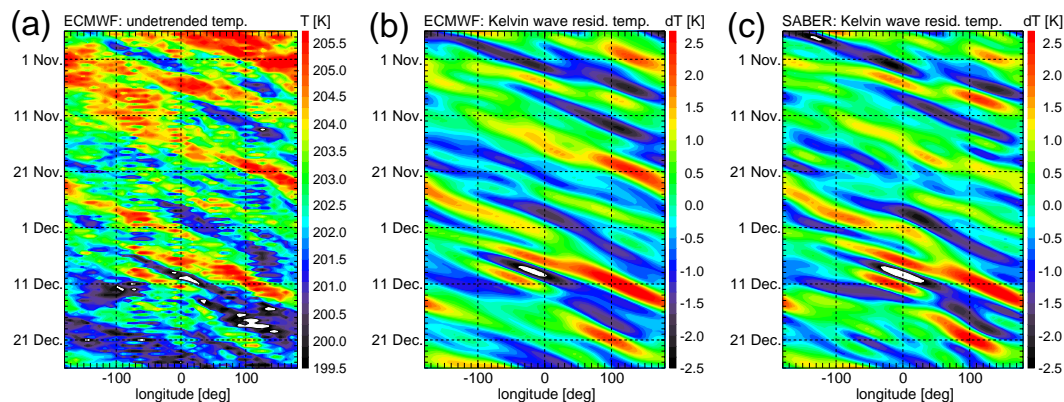 (a)
ECMWF: undetrended temp.
T [K]
1 Nov.
11 Nov.
21 Nov.
1 Dec.
11 Dec.
21 Dec.
-100 0 100
longitude [deg]
205.5
205.0
204.5
204.0
203.5
203.0
202.5
202.0
201.5
201.0
200.5
200.0
199.5
(b)
ECMWF: Kelvin wave resid. temp.
dT [K]
1 Nov.
11 Nov.
21 Nov.
1 Dec.
11 Dec.
21 Dec.
-100 0 100
longitude [deg]
2.5
2.0
1.5
1.0
0.5
0.0
-0.5
-1.0
-1.5
-2.0
-2.5
(c)
SABER: Kelvin wave resid. temp.
dT [K]
1 Nov.
11 Nov.
21 Nov.
1 Dec.
11 Dec.
21 Dec.
-100 0 100
longitude [deg]
2.5
2.0
1.5
1.0
0.5
0.0
-0.5
-1.0
-1.5
-2.0
-2.5